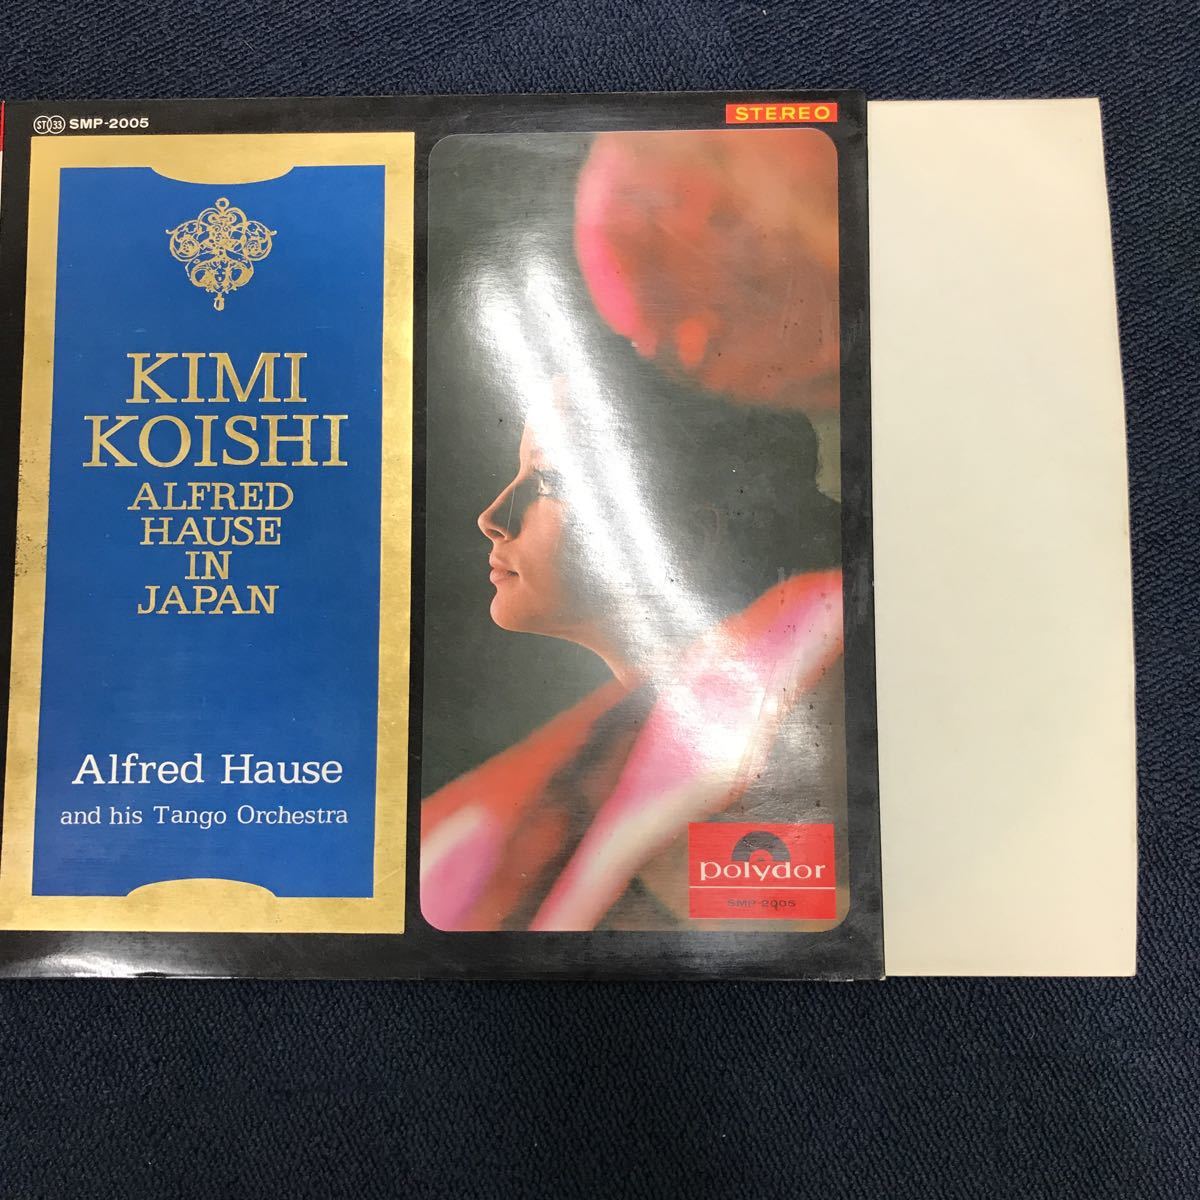 ST 33 SMP-2005
STEREO
KIMI
KOISHI
ALFRED
HAUSE
IN
JAPAN
Alfred Hause
and his Tango Orchestra
polydor
SMP-2005